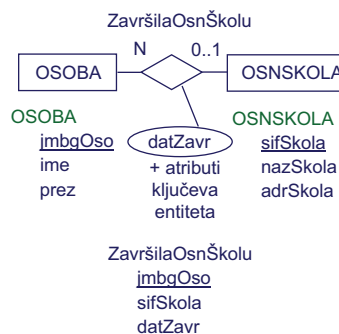 ZavršilaOsnŠkolu
N 0..1
OSOBA OSNSKOLA
OSOBA
jmbgOso
ime
prez
datZavr
+ atributi
ključeva
entiteta
OSNSKOLA
sifSkola
nazSkola
adrSkola
ZavršilaOsnŠkolu
jmbgOso
sifSkola
datZavr